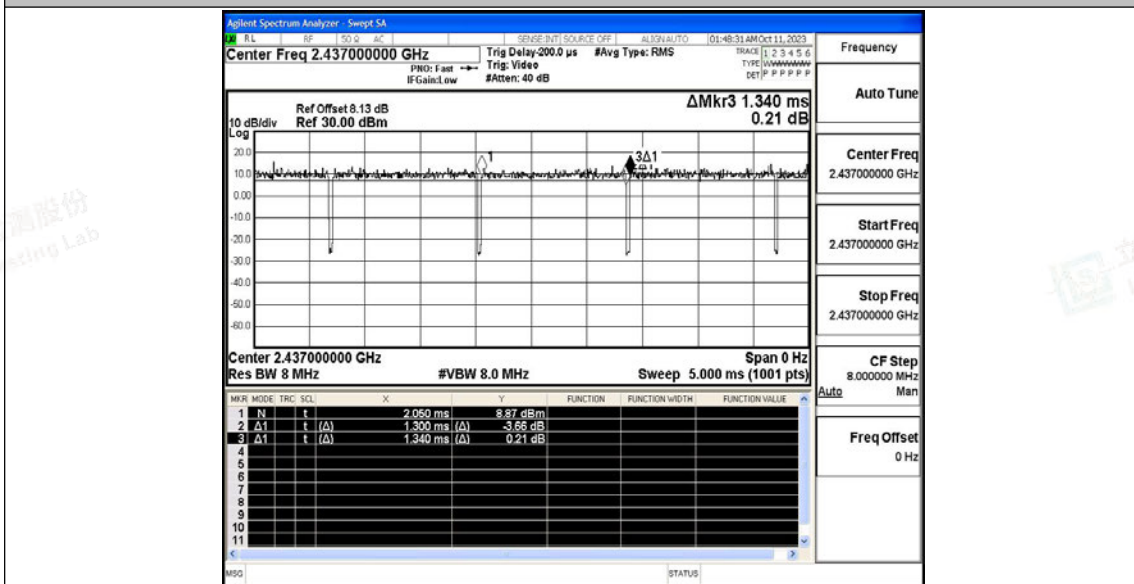 Agilent Spectrum Analyzer - Swept SA
RL RF 50 Ω AC SENSE:INT SOURCE OFF ALIGN AUTO 01:48:31 AM Oct 11, 2023
Center Freq 2.437000000 GHz Trig Delay-200.0 µs #Avg Type: RMS TRACE 1 2 3 4 5 6
PNO: Fast Trig: Video TYPE WWWWWW
IFGain:Low #Atten: 40 dB DET P P P P P P
ΔMkr3 1.340 ms
0.21 dB
Ref Offset 8.13 dB
10 dB/div Ref 30.00 dBm
Log
20.0
10.0
0.00
-10.0
-20.0
-30.0
-40.0
-50.0
-60.0
1
3Δ1
Center 2.437000000 GHz Span 0 Hz
Res BW 8 MHz #VBW 8.0 MHz Sweep 5.000 ms (1001 pts)
MKR MODE TRC SCL X Y FUNCTION FUNCTION WIDTH FUNCTION VALUE
1 N t 2.050 ms 8.87 dBm
2 Δ1 t (Δ) 1.300 ms (Δ) -3.66 dB
3 Δ1 t (Δ) 1.340 ms (Δ) 0.21 dB
4
5
6
7
8
9
10
11
MSG STATUS
Frequency
Auto Tune
Center Freq
2.437000000 GHz
Start Freq
2.437000000 GHz
Stop Freq
2.437000000 GHz
CF Step
8.000000 MHz
Auto Man
Freq Offset
0 Hz
股份
sting Lab
立